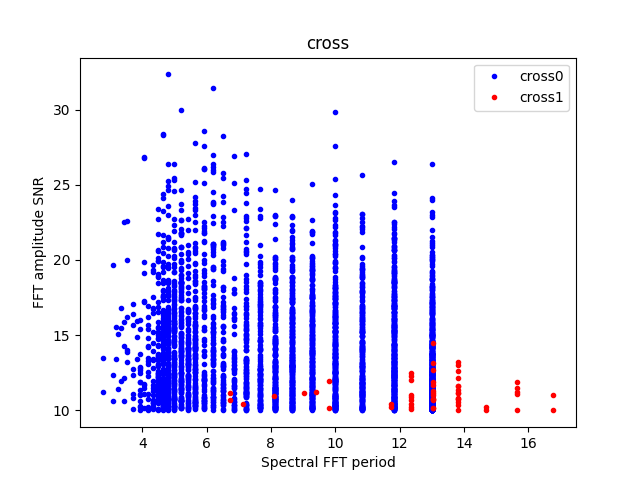 cross
cross0
cross1
FFT amplitude SNR
30
25
20
15
10
4 6 8 10 12 14 16
Spectral FFT period